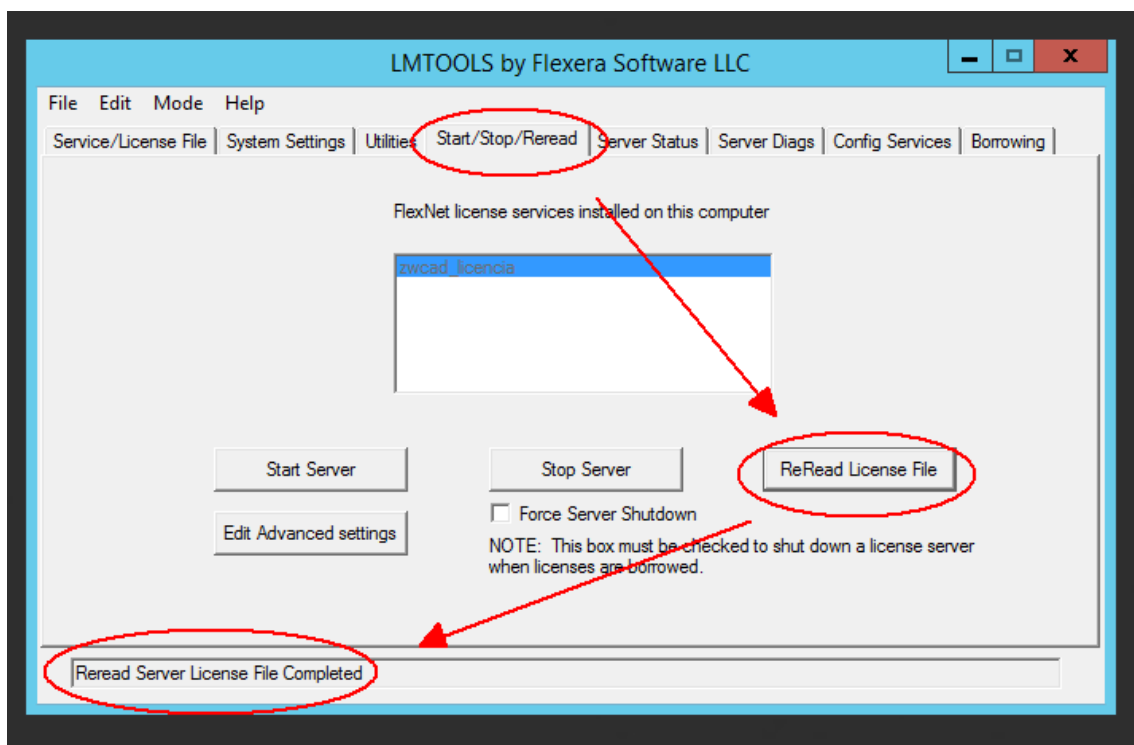 LMTOOLS by Flexera Software LLC
File Edit Mode Help
Service/License File System Settings Utilities Start/Stop/Reread Server Status Server Diags Config Services Borrowing
FlexNet license services installed on this computer
zwcad_licencia
Start Server Stop Server ReRead License File
Force Server Shutdown
Edit Advanced settings
NOTE: This box must be checked to shut down a license server
when licenses are borrowed.
Reread Server License File Completed